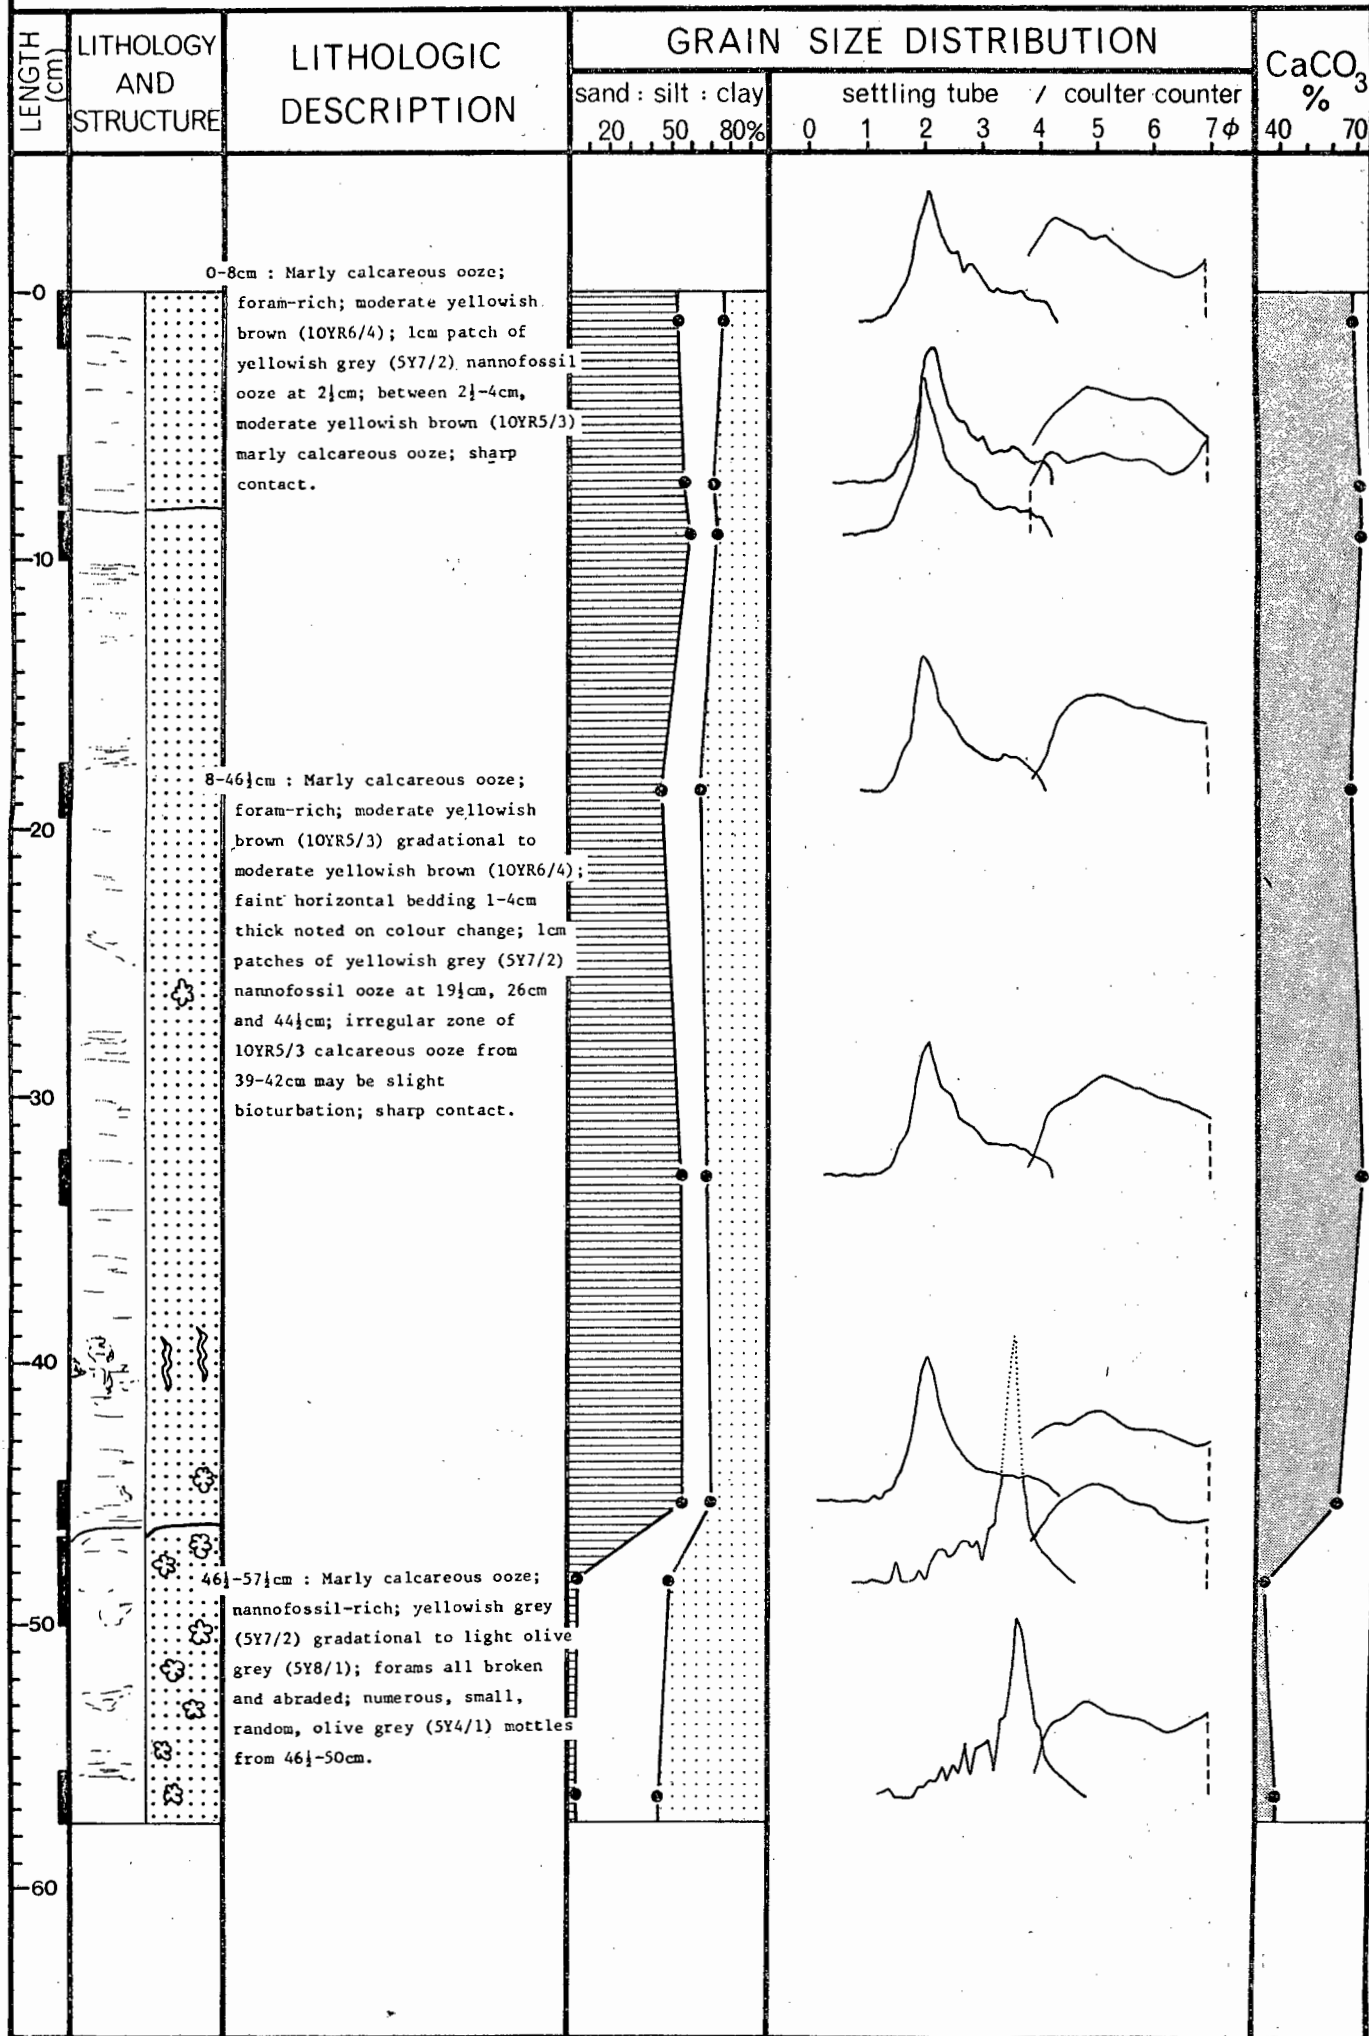 LENGTH (cm)
LITHOLOGY
AND
STRUCTURE
LITHOLOGIC
DESCRIPTION
GRAIN SIZE DISTRIBUTION
sand : silt : clay
20 50 80%
settling tube / coulter counter
0 1 2 3 4 5 6 7ϕ
CaCO3
%
40 70
0
10
20
30
40
50
60
0-8cm : Marly calcareous ooze;
foram-rich; moderate yellowish
brown (10YR6/4); 1cm patch of
yellowish grey (5Y7/2) nannofossil
ooze at 2½cm; between 2½-4cm,
moderate yellowish brown (10YR5/3)
marly calcareous ooze; sharp
contact.
8-46½cm : Marly calcareous ooze;
foram-rich; moderate yellowish
brown (10YR5/3) gradational to
moderate yellowish brown (10YR6/4);
faint horizontal bedding 1-4cm
thick noted on colour change; 1cm
patches of yellowish grey (5Y7/2)
nannofossil ooze at 19½cm, 26cm
and 44½cm; irregular zone of
10YR5/3 calcareous ooze from
39-42cm may be slight
bioturbation; sharp contact.
46½-57½cm : Marly calcareous ooze;
nannofossil-rich; yellowish grey
(5Y7/2) gradational to light olive
grey (5Y8/1); forams all broken
and abraded; numerous, small,
random, olive grey (5Y4/1) mottles
from 46½-50cm.